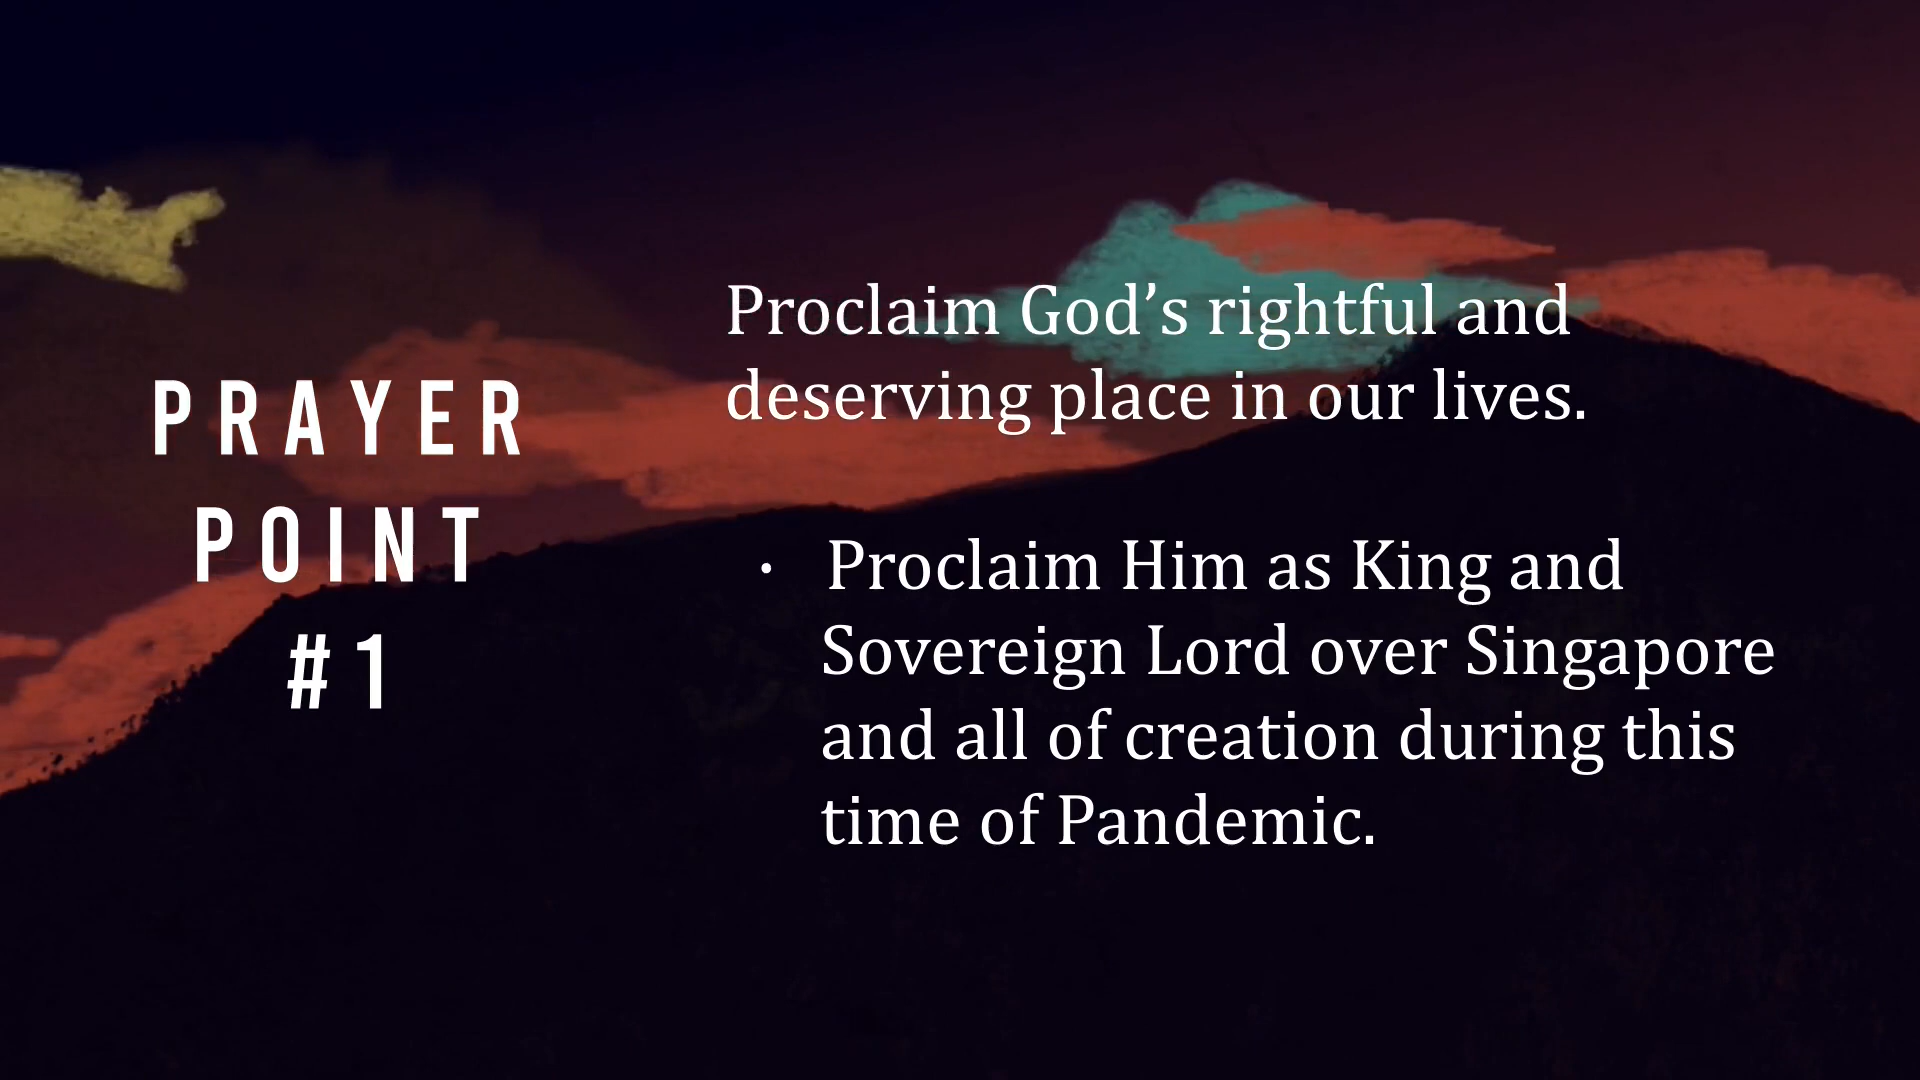 PRAYER
POINT
#1
Proclaim God’s rightful and
deserving place in our lives.
· Proclaim Him as King and
Sovereign Lord over Singapore
and all of creation during this
time of Pandemic.